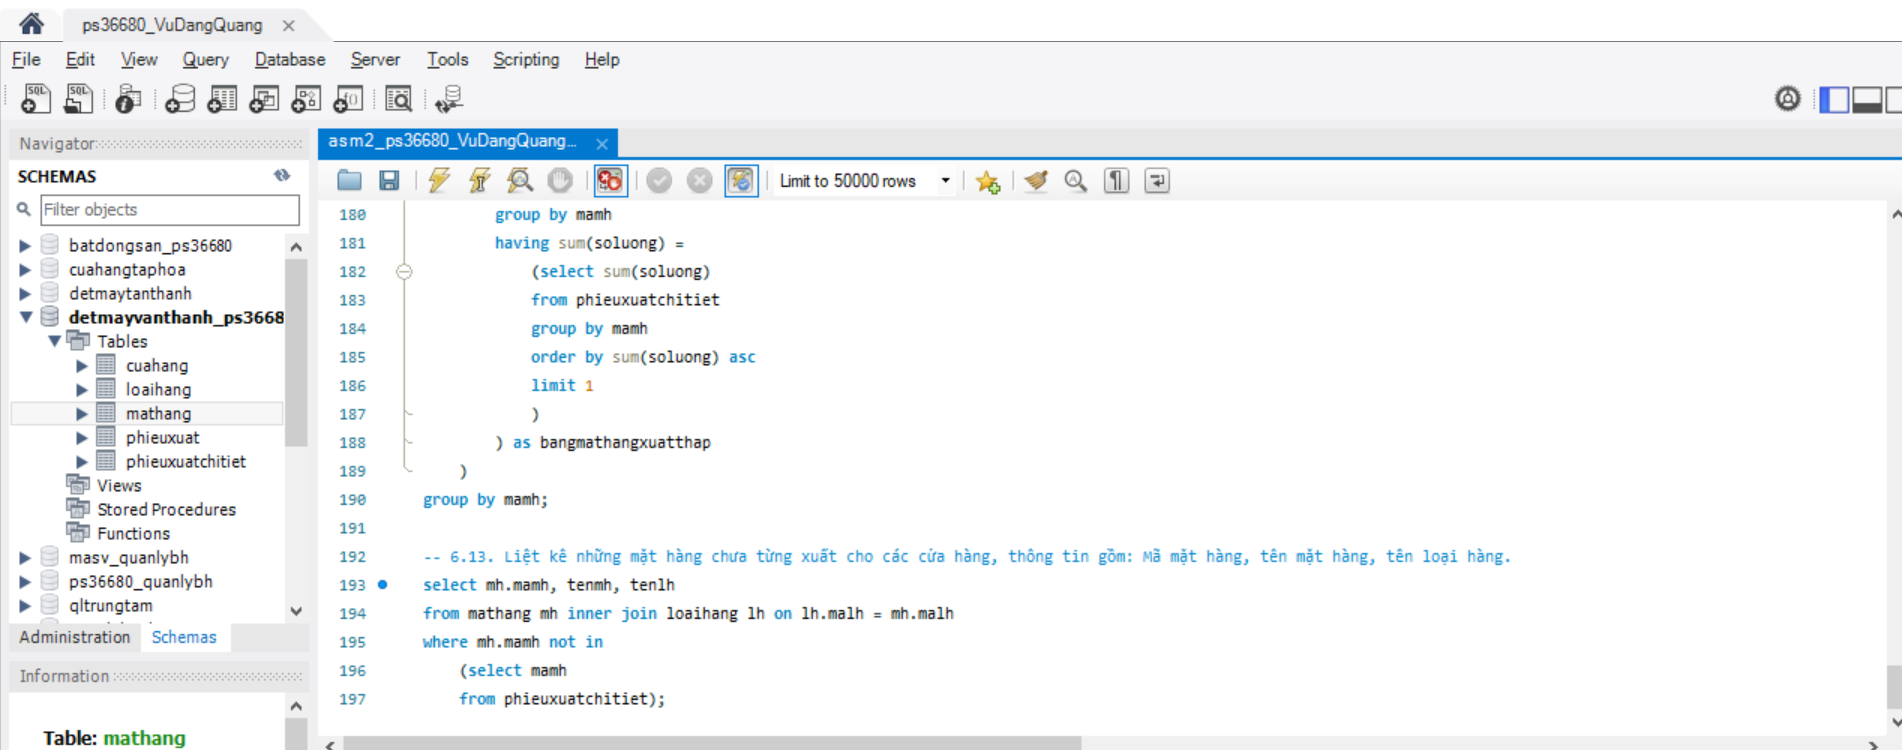 ps36680_VuDangQuang
File Edit View Query Database Server Tools Scripting Help
Navigator
SCHEMAS
Filter objects
batdongsan_ps36680
cuahangtaphoa
detmaytanthanh
detmayvanthanh_ps3668
Tables
cuahang
loaihang
mathang
phieuxuat
phieuxuatchitiet
Views
Stored Procedures
Functions
masv_quanlybh
ps36680_quanlybh
qltrungtam
Administration Schemas
Information
Table: mathang
asm2_ps36680_VuDangQuang...
Limit to 50000 rows
180 group by mamh
181 having sum(soluong) =
182 (select sum(soluong)
183 from phieuxuatchitiet
184 group by mamh
185 order by sum(soluong) asc
186 limit 1
187 )
188 ) as bangmathangxuatthap
189 )
190 group by mamh;
191
192 -- 6.13. Liệt kê những mặt hàng chưa từng xuất cho các cửa hàng, thông tin gồm: Mã mặt hàng, tên mặt hàng, tên loại hàng.
193 select mh.mamh, tenmh, tenlh
194 from mathang mh inner join loaihang lh on lh.malh = mh.malh
195 where mh.mamh not in
196 (select mamh
197 from phieuxuatchitiet);